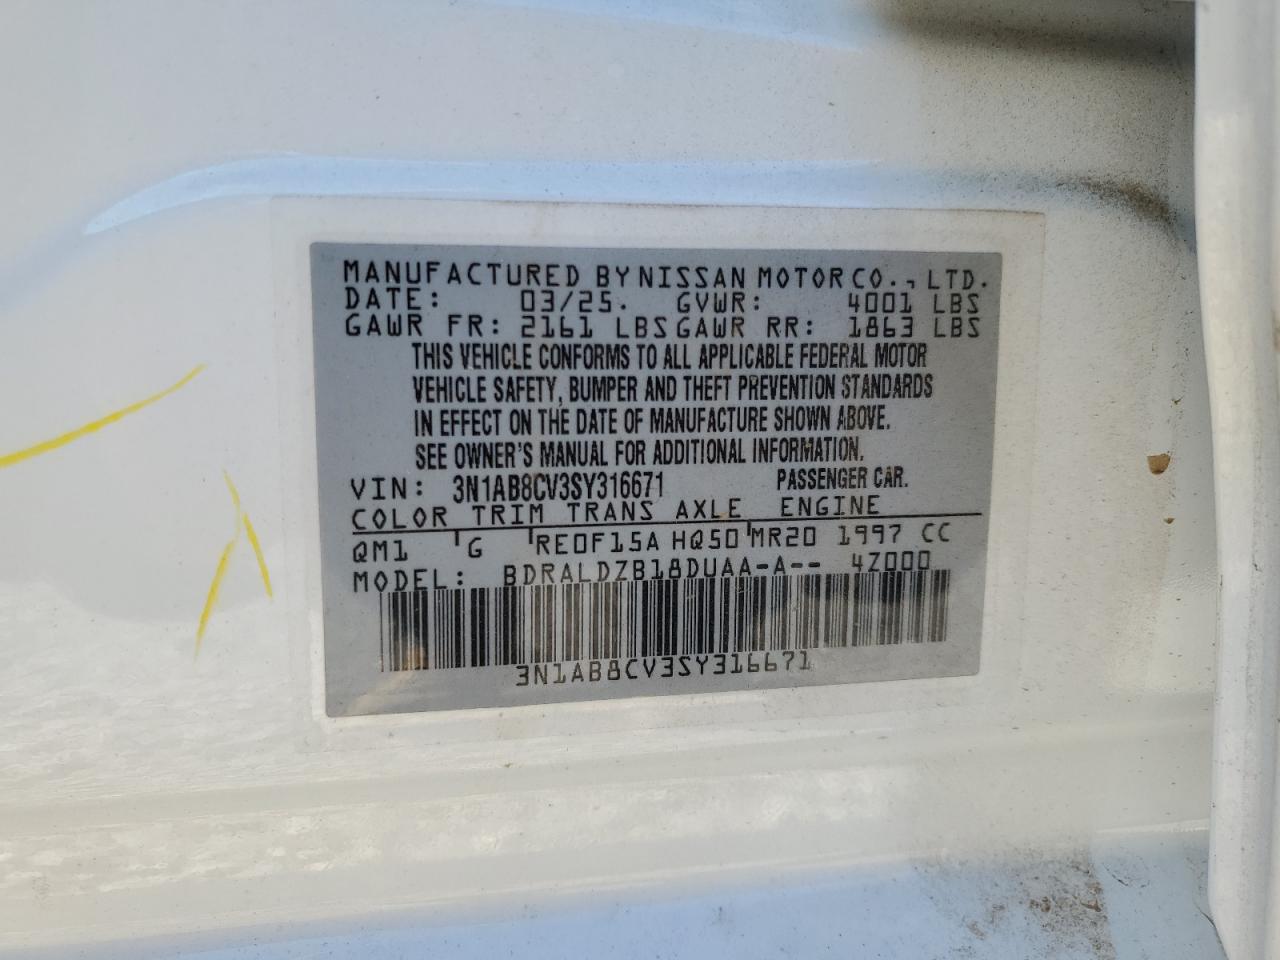 MANUFACTURED BY NISSAN MOTOR CO., LTD.
DATE: 03/25. GVWR: 4001 LBS
GAWR FR: 2161 LBS GAWR RR: 1863 LBS
THIS VEHICLE CONFORMS TO ALL APPLICABLE FEDERAL MOTOR
VEHICLE SAFETY, BUMPER AND THEFT PREVENTION STANDARDS
IN EFFECT ON THE DATE OF MANUFACTURE SHOWN ABOVE.
SEE OWNER'S MANUAL FOR ADDITIONAL INFORMATION.
VIN: 3N1AB8CV3SY316671 PASSENGER CAR.
COLOR TRIM TRANS AXLE ENGINE
QM1 G RE0F15A HQ50 MR20 1997 CC
MODEL: BDRALDZB18DUAA-A-- 4Z000
3N1AB8CV3SY316671